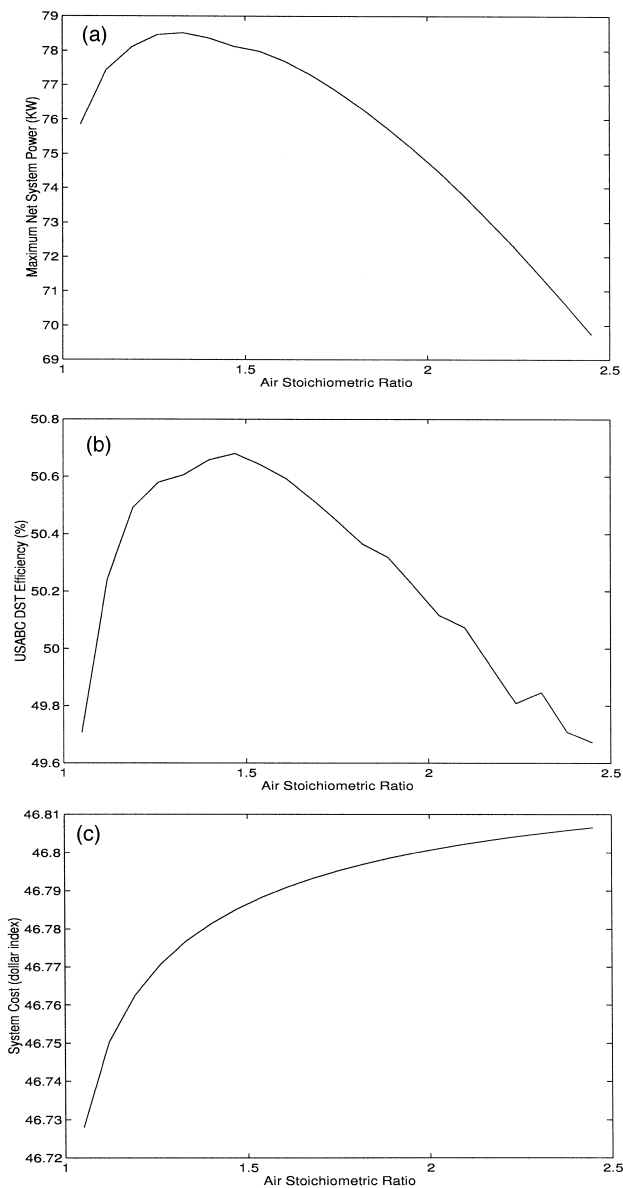 (a)
Maximum Net System Power (KW)
79
78
77
76
75
74
73
72
71
70
69
1 1.5 2 2.5
Air Stoichiometric Ratio
(b)
USABC DST Efficiency (%)
50.8
50.6
50.4
50.2
50
49.8
49.6
1 1.5 2 2.5
Air Stoichiometric Ratio
(c)
System Cost (dollar index)
46.81
46.8
46.79
46.78
46.77
46.76
46.75
46.74
46.73
46.72
1 1.5 2 2.5
Air Stoichiometric Ratio